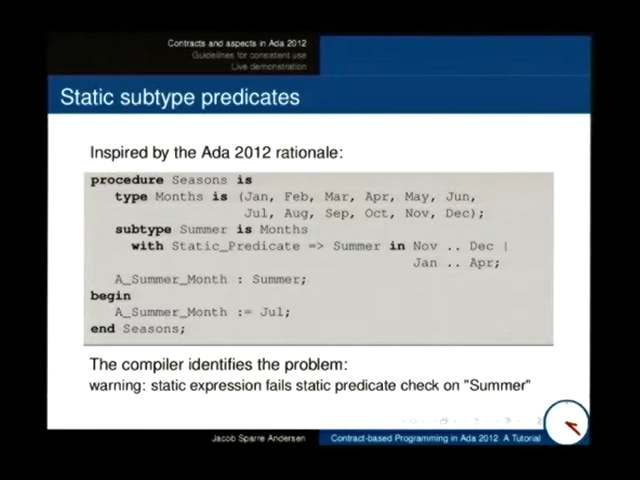 Contracts and aspects in Ada 2012
Guidelines for consistent use
Live demonstration
Static subtype predicates
Inspired by the Ada 2012 rationale:
procedure Seasons is
type Months is (Jan, Feb, Mar, Apr, May, Jun,
Jul, Aug, Sep, Oct, Nov, Dec);
subtype Summer is Months
with Static_Predicate => Summer in Nov .. Dec |
Jan .. Apr;
A_Summer_Month : Summer;
begin
A_Summer_Month := Jul;
end Seasons;
The compiler identifies the problem:
warning: static expression fails static predicate check on "Summer"
Jacob Sparre Andersen
Contract-based Programming in Ada 2012 A Tutorial